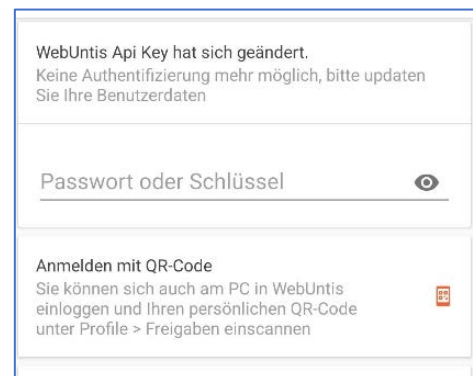 WebUntis Api Key hat sich geändert.
Keine Authentifizierung mehr möglich, bitte updaten
Sie Ihre Benutzerdaten
Passwort oder Schlüssel
Anmelden mit QR-Code
Sie können sich auch am PC in WebUntis
einloggen und Ihren persönlichen QR-Code
unter Profile > Freigaben einscannen